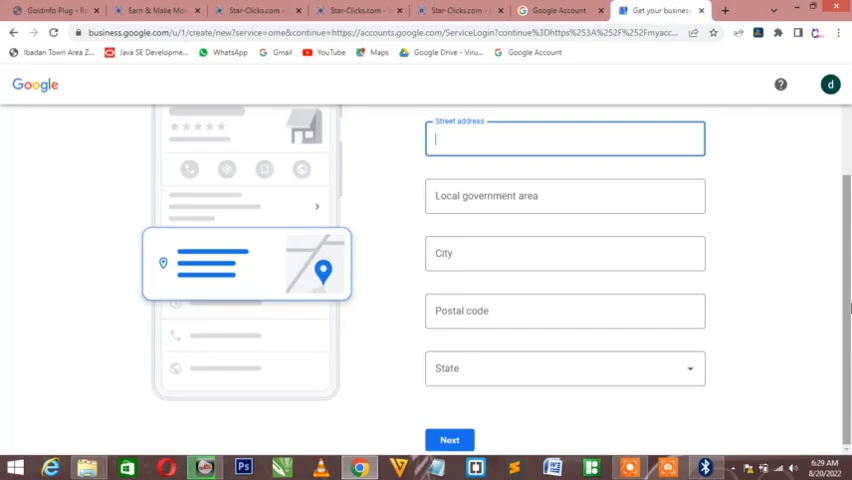 Goldinfo Plug - R
Earn & Make Mon
Star-Clicks.com -
Star-Clicks.com -
Star-Clicks.com -
Google Account
Get your business
business.google.com/u/1/create/new?service=ome&continue=https://accounts.google.com/ServiceLogin?continue%3Dhttps%253A%252F%252Fmyacc...
Ibadan Town Area Z...
Java SE Developme...
WhatsApp
Gmail
YouTube
Maps
Google Drive - Viru...
Google Account
Google
d
Street address
Local government area
City
Postal code
State
Next
Ps
6:29 AM
8/20/2022